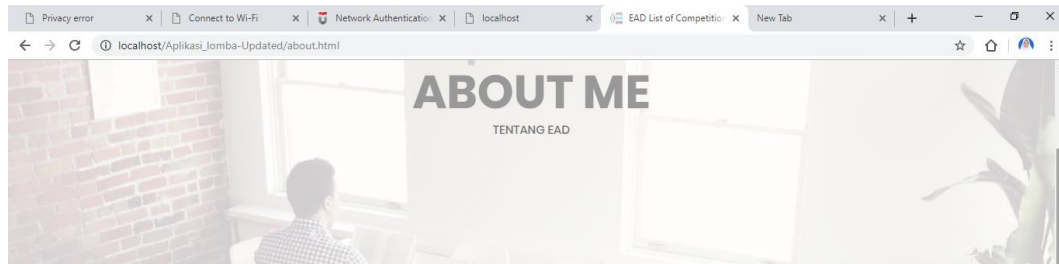 Privacy error
Connect to Wi-Fi
Network Authentication
localhost
EAD List of Competition
New Tab
localhost/Aplikasi_lomba-Updated/about.html
ABOUT ME
TENTANG EAD